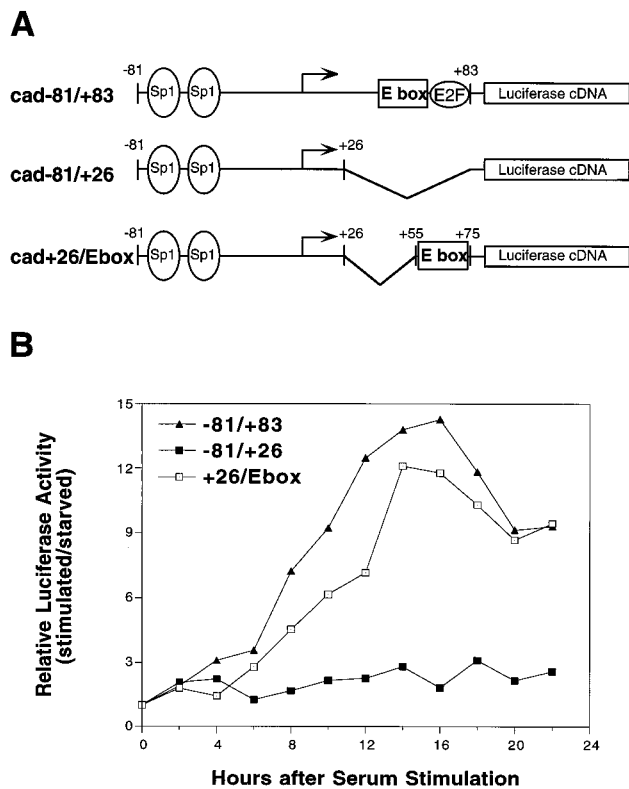 A
-81 +83
cad-81/+83 Sp1 Sp1 E box E2F Luciferase cDNA
-81 +26
cad-81/+26 Sp1 Sp1 Luciferase cDNA
-81 +26 +55 +75
cad+26/Ebox Sp1 Sp1 E box Luciferase cDNA
B
Relative Luciferase Activity
(stimulated/starved)
15
12
9
6
3
0
-81/+83
-81/+26
+26/Ebox
0 4 8 12 16 20 24
Hours after Serum Stimulation